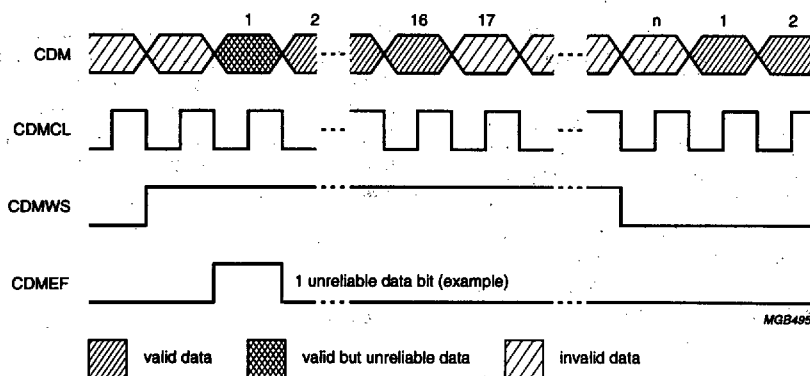 1 2 16 17 n 1 2
CDM
CDMCL
CDMWS
CDMEF
1 unreliable data bit (example)
MGB495
valid data
valid but unreliable data
invalid data